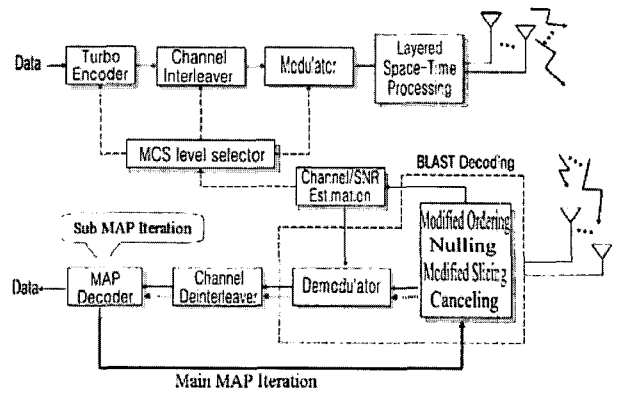 Data
Turbo
Encoder
Channel
Interleaver
Modulator
Layered
Space-Time
Processing
MCS level selector
BLAST Decoding
Channel/SNR
Estimation
Modified Ordering
Nulling
Modified Slicing
Canceling
Sub MAP Iteration
Data
MAP
Decoder
Channel
Deinterleaver
Demodulator
Main MAP Iteration